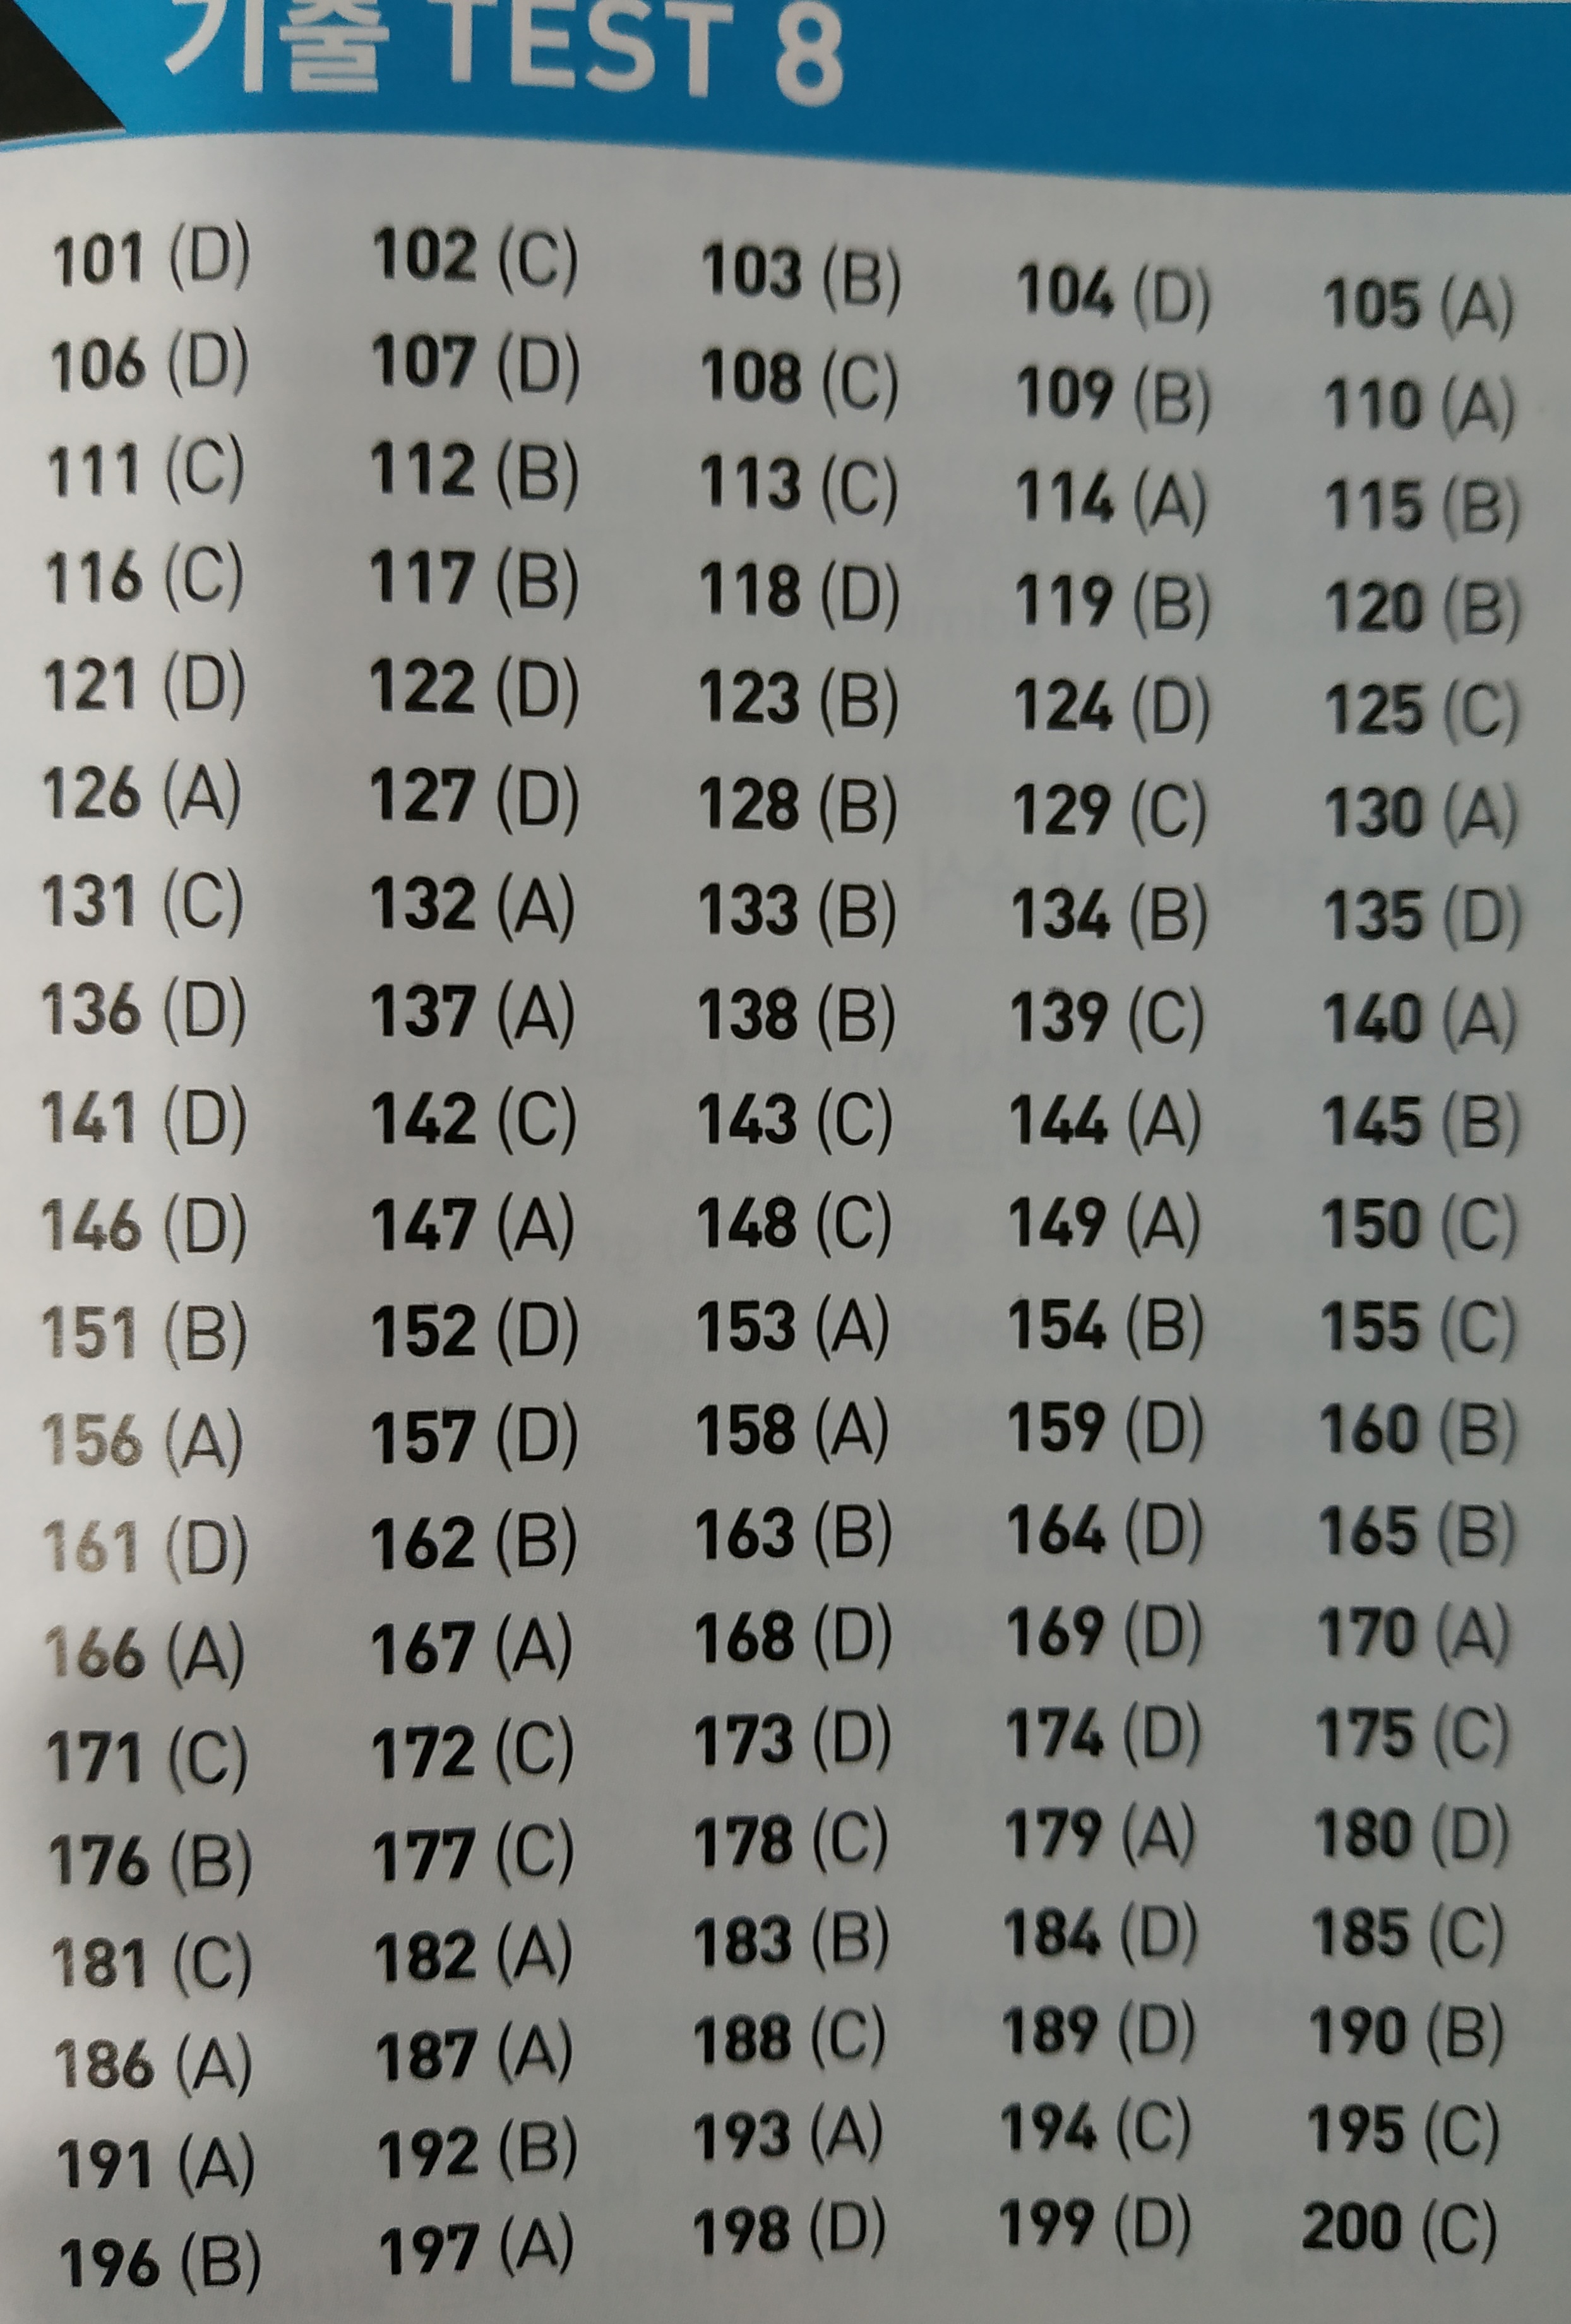 기출 TEST 8
101 (D) 102 (C) 103 (B) 104 (D) 105 (A)
106 (D) 107 (D) 108 (C) 109 (B) 110 (A)
111 (C) 112 (B) 113 (C) 114 (A) 115 (B)
116 (C) 117 (B) 118 (D) 119 (B) 120 (B)
121 (D) 122 (D) 123 (B) 124 (D) 125 (C)
126 (A) 127 (D) 128 (B) 129 (C) 130 (A)
131 (C) 132 (A) 133 (B) 134 (B) 135 (D)
136 (D) 137 (A) 138 (B) 139 (C) 140 (A)
141 (D) 142 (C) 143 (C) 144 (A) 145 (B)
146 (D) 147 (A) 148 (C) 149 (A) 150 (C)
151 (B) 152 (D) 153 (A) 154 (B) 155 (C)
156 (A) 157 (D) 158 (A) 159 (D) 160 (B)
161 (D) 162 (B) 163 (B) 164 (D) 165 (B)
166 (A) 167 (A) 168 (D) 169 (D) 170 (A)
171 (C) 172 (C) 173 (D) 174 (D) 175 (C)
176 (B) 177 (C) 178 (C) 179 (A) 180 (D)
181 (C) 182 (A) 183 (B) 184 (D) 185 (C)
186 (A) 187 (A) 188 (C) 189 (D) 190 (B)
191 (A) 192 (B) 193 (A) 194 (C) 195 (C)
196 (B) 197 (A) 198 (D) 199 (D) 200 (C)